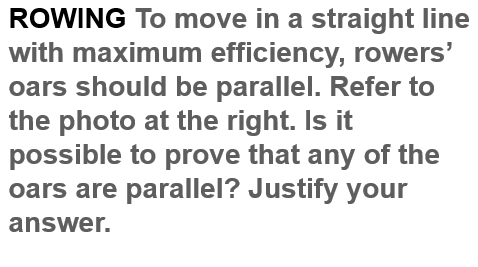 ROWING To move in a straight line
with maximum efficiency, rowers’
oars should be parallel. Refer to
the photo at the right. Is it
possible to prove that any of the
oars are parallel? Justify your
answer.